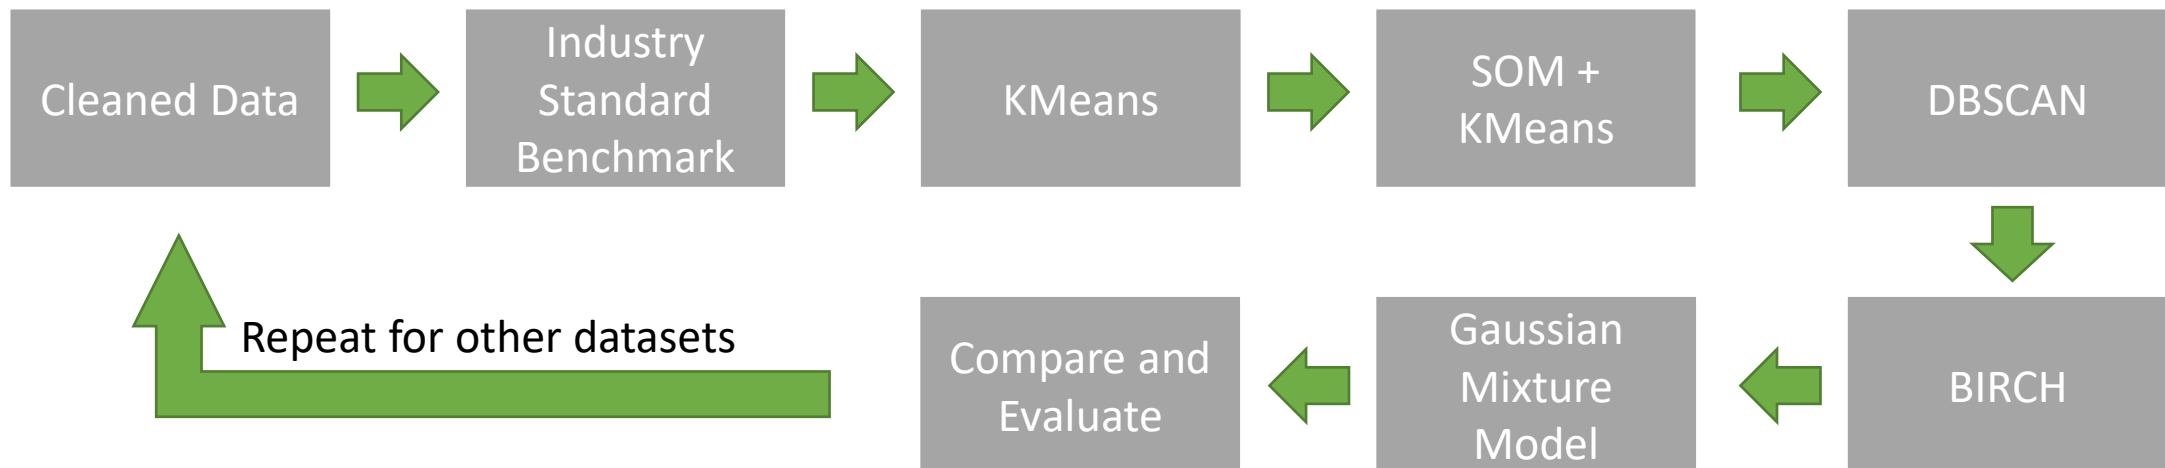 Cleaned Data
Industry
Standard
Benchmark
KMeans
SOM +
KMeans
DBSCAN
Repeat for other datasets
Compare and
Evaluate
Gaussian
Mixture
Model
BIRCH